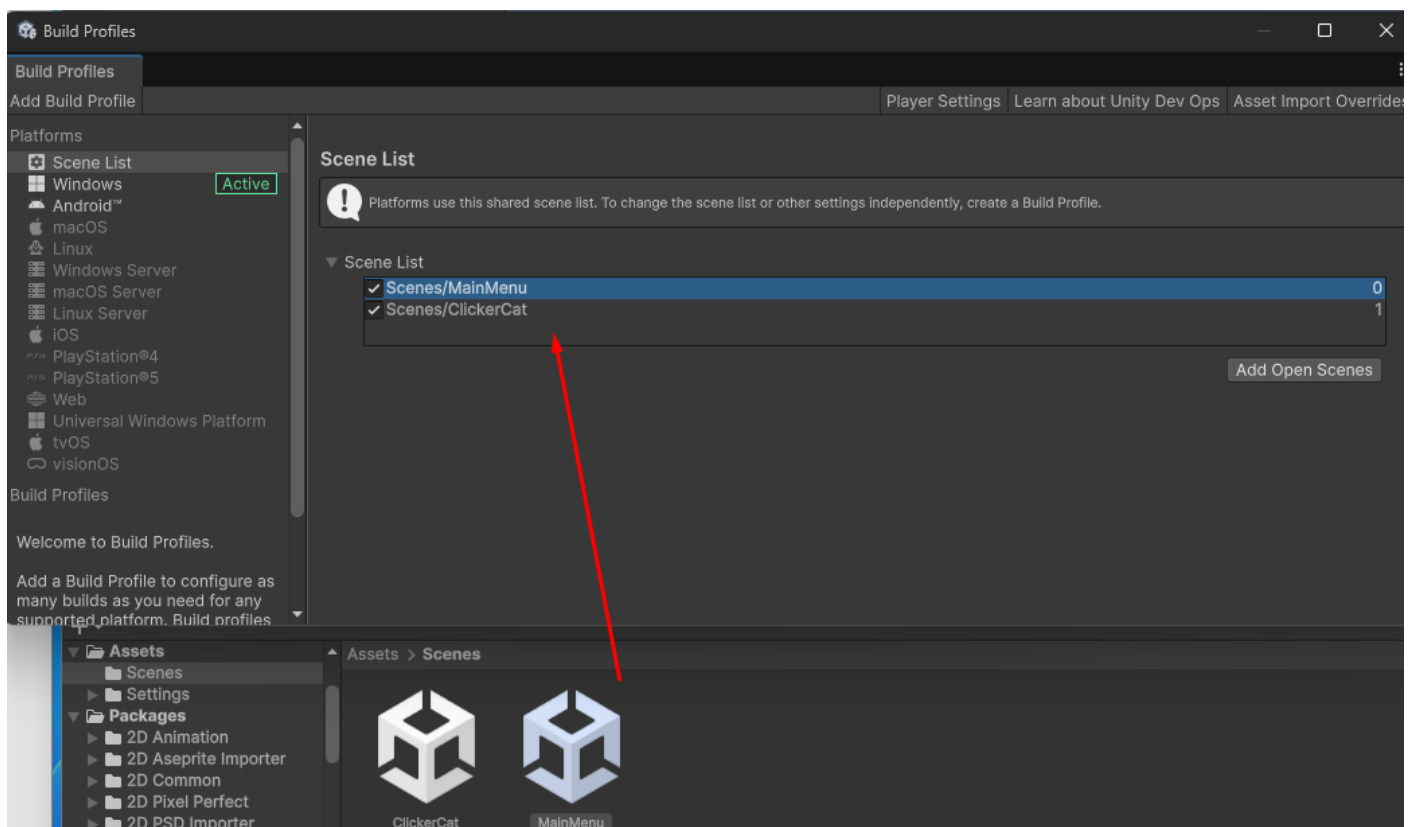 Build Profiles
Build Profiles
Add Build Profile
Player Settings
Learn about Unity Dev Ops
Asset Import Overrides
Platforms
Scene List
Windows
Active
Android™
macOS
Linux
Windows Server
macOS Server
Linux Server
iOS
PlayStation®4
PlayStation®5
Web
Universal Windows Platform
tvOS
visionOS
Build Profiles
Welcome to Build Profiles.
Add a Build Profile to configure as
many builds as you need for any
supported platform. Build profiles
Scene List
Platforms use this shared scene list. To change the scene list or other settings independently, create a Build Profile.
Scene List
Scenes/MainMenu 0
Scenes/ClickerCat 1
Add Open Scenes
Assets
Scenes
Settings
Packages
2D Animation
2D Aseprite Importer
2D Common
2D Pixel Perfect
2D PSD Importer
Assets > Scenes
ClickerCat
MainMenu